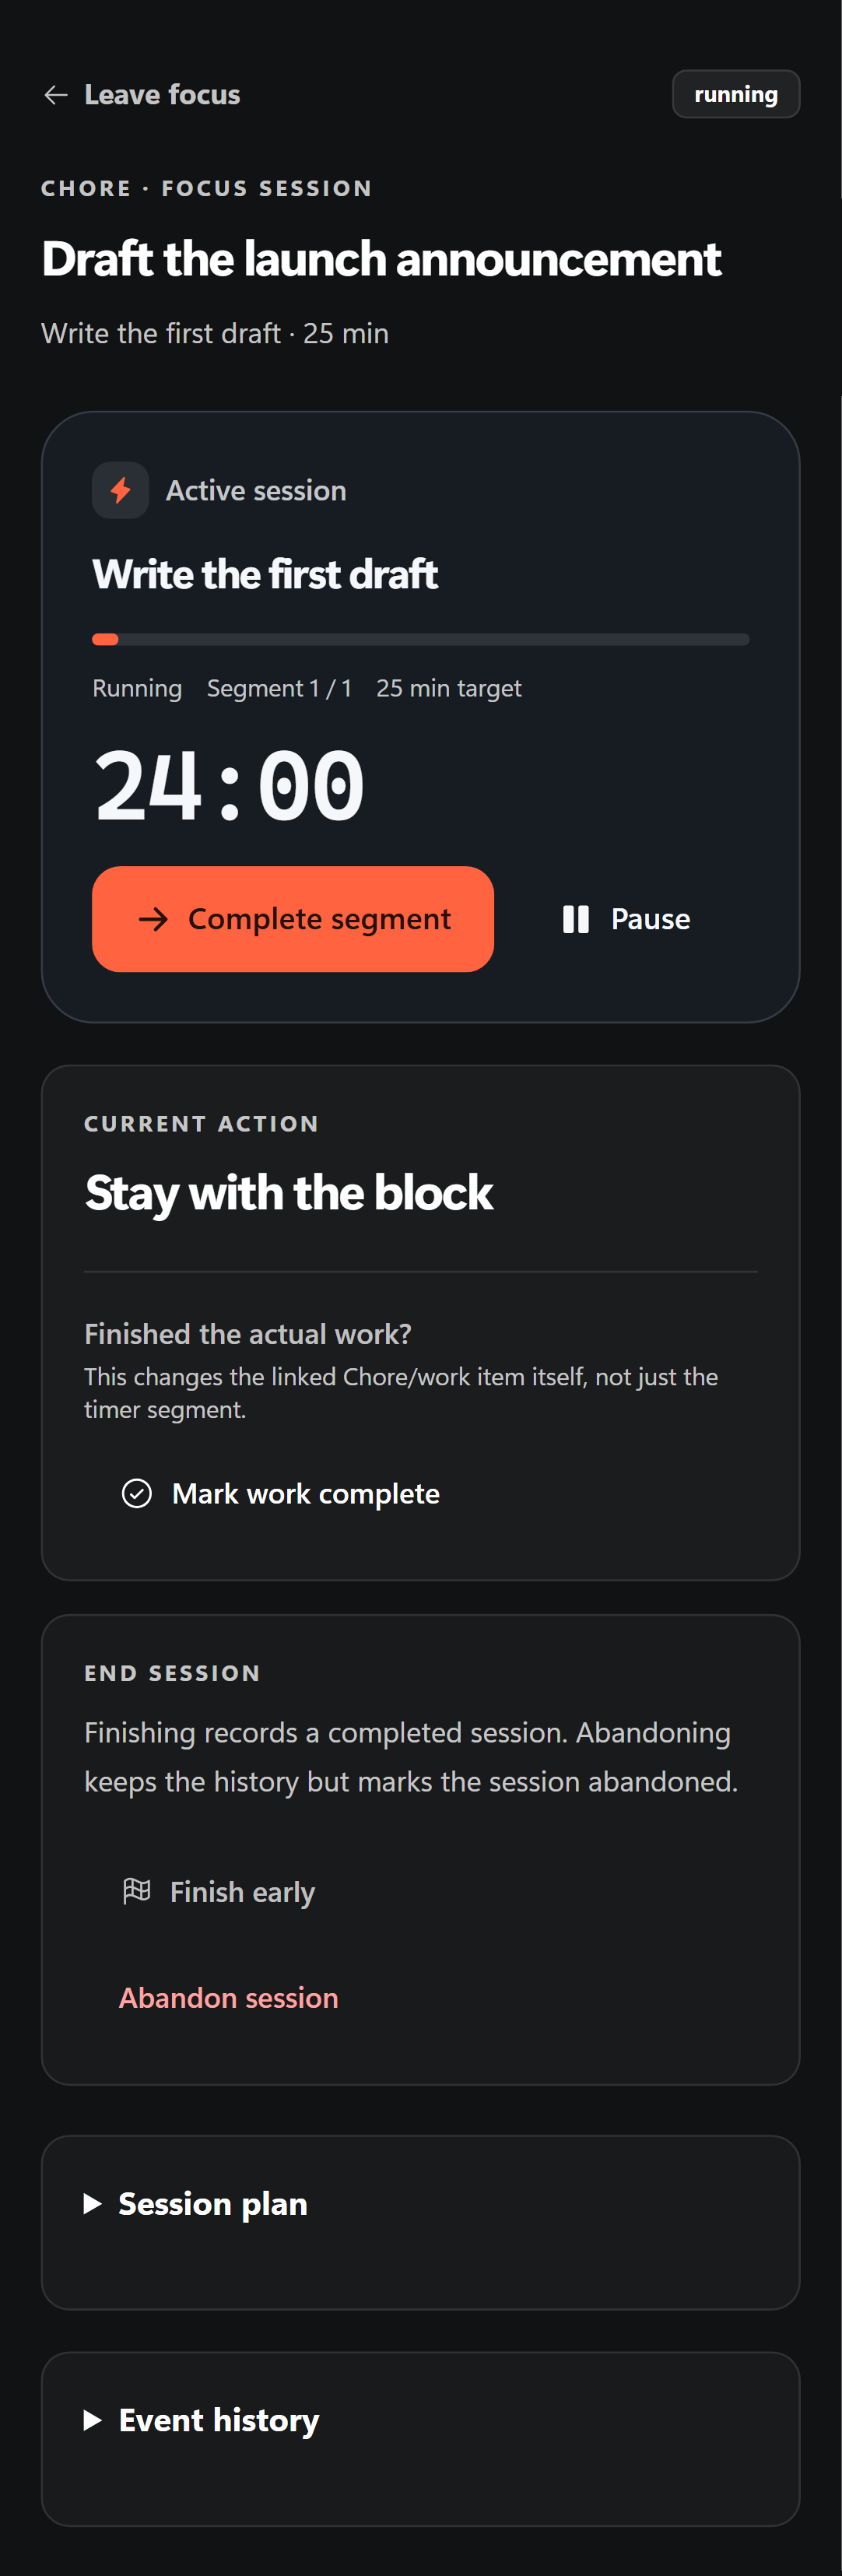 Leave focus
running
CHORE · FOCUS SESSION
Draft the launch announcement
Write the first draft · 25 min
Active session
Write the first draft
Running Segment 1 / 1 25 min target
24:00
Complete segment
Pause
CURRENT ACTION
Stay with the block
Finished the actual work?
This changes the linked Chore/work item itself, not just the
timer segment.
Mark work complete
END SESSION
Finishing records a completed session. Abandoning
keeps the history but marks the session abandoned.
Finish early
Abandon session
Session plan
Event history